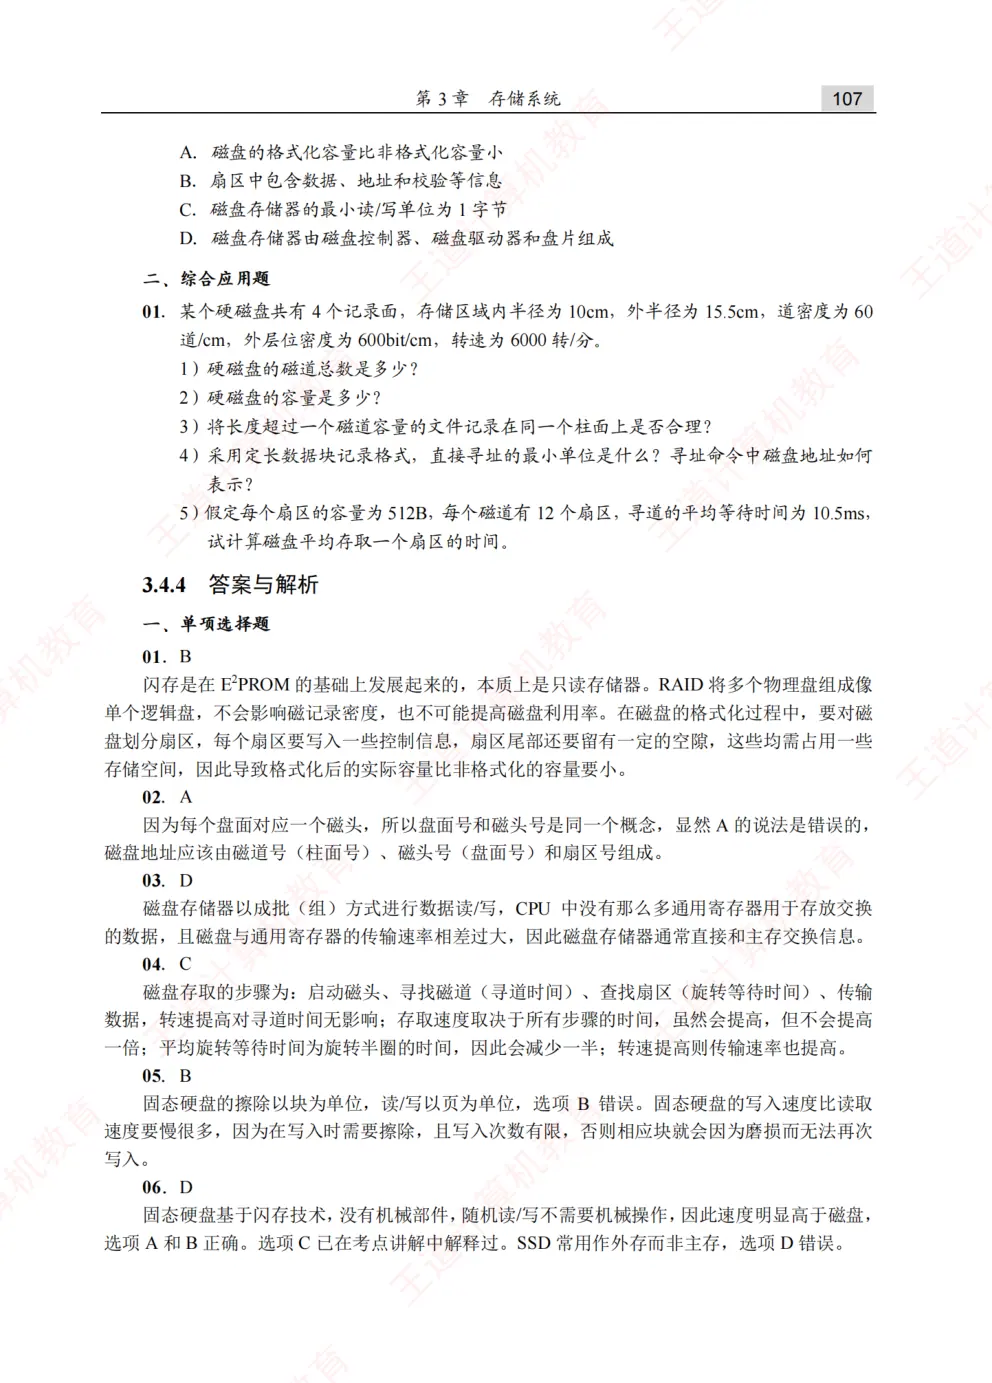 第 3 章 存储系统 107
A. 磁盘的格式化容量比非格式化容量小
B. 扇区中包含数据、地址和校验等信息
C. 磁盘存储器的最小读/写单位为 1 字节
D. 磁盘存储器由磁盘控制器、磁盘驱动器和盘片组成
二、综合应用题
01. 某个硬磁盘共有 4 个记录面，存储区域内半径为 10cm，外半径为 15.5cm，道密度为 60
道/cm，外层位密度为 600bit/cm，转速为 6000 转/分。
1）硬磁盘的磁道总数是多少？
2）硬磁盘的容量是多少？
3）将长度超过一个磁道容量的文件记录在同一个柱面上是否合理？
4）采用定长数据块记录格式，直接寻址的最小单位是什么？寻址命令中磁盘地址如何
表示？
5）假定每个扇区的容量为 512B，每个磁道有 12 个扇区，寻道的平均等待时间为 10.5ms，
试计算磁盘平均存取一个扇区的时间。
3.4.4 答案与解析
一、单项选择题
01. B
闪存是在 E²PROM 的基础上发展起来的，本质上是只读存储器。RAID 将多个物理盘组成像
单个逻辑盘，不会影响磁记录密度，也不可能提高磁盘利用率。在磁盘的格式化过程中，要对磁
盘划分扇区，每个扇区要写入一些控制信息，扇区尾部还要留有一定的空隙，这些均需占用一些
存储空间，因此导致格式化后的实际容量比非格式化的容量要小。
02. A
因为每个盘面对应一个磁头，所以盘面号和磁头号是同一个概念，显然 A 的说法是错误的，
磁盘地址应该由磁道号（柱面号）、磁头号（盘面号）和扇区号组成。
03. D
磁盘存储器以成批（组）方式进行数据读/写，CPU 中没有那么多通用寄存器用于存放交换
的数据，且磁盘与通用寄存器的传输速率相差过大，因此磁盘存储器通常直接和主存交换信息。
04. C
磁盘存取的步骤为：启动磁头、寻找磁道（寻道时间）、查找扇区（旋转等待时间）、传输
数据，转速提高对寻道时间无影响；存取速度取决于所有步骤的时间，虽然会提高，但不会提高
一倍；平均旋转等待时间为旋转半圈的时间，因此会减少一半；转速提高则传输速率也提高。
05. B
固态硬盘的擦除以块为单位，读/写以页为单位，选项 B 错误。固态硬盘的写入速度比读取
速度要慢很多，因为在写入时需要擦除，且写入次数有限，否则相应块就会因为磨损而无法再次
写入。
06. D
固态硬盘基于闪存技术，没有机械部件，随机读/写不需要机械操作，因此速度明显高于磁盘，
选项 A 和 B 正确。选项 C 已在考点讲解中解释过。SSD 常用作外存而非主存，选项 D 错误。
王道计算机教育